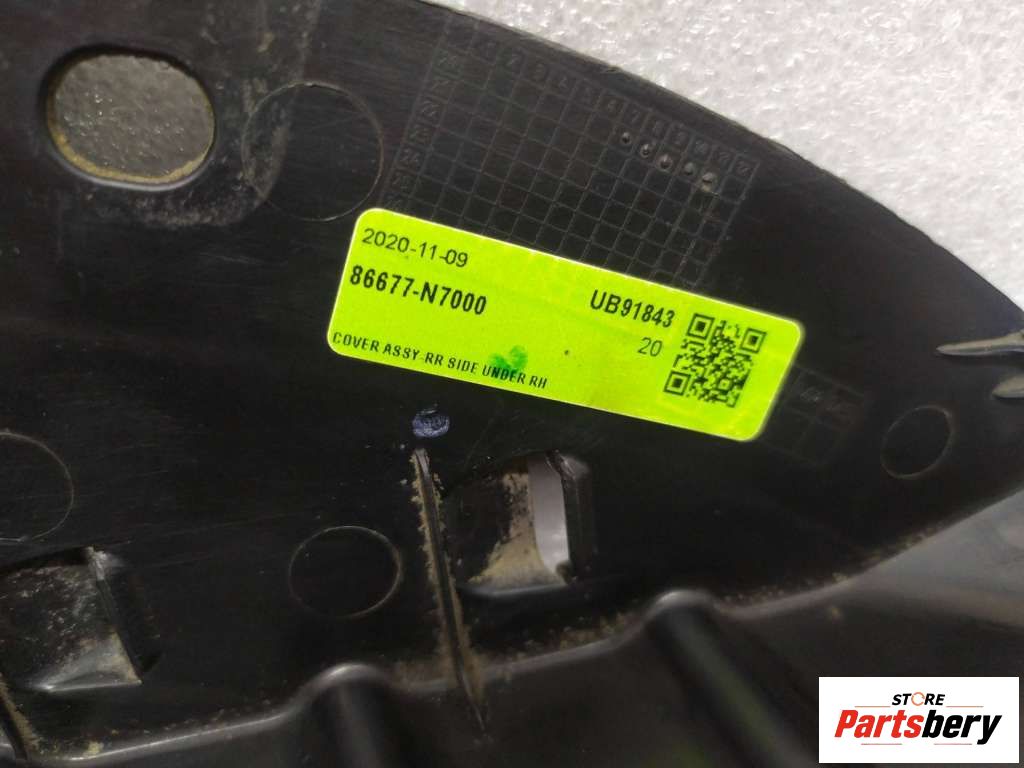 2020-11-09
86677-N7000
UB91843
20
COVER ASSY-RR SIDE UNDER RH
STORE
Partsbery